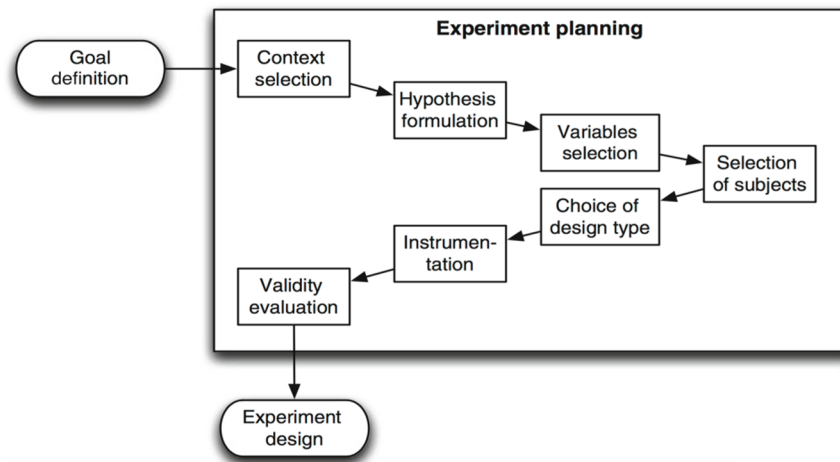 Experiment planning
Goal
definition
Context
selection
Hypothesis
formulation
Variables
selection
Selection
of subjects
Choice of
design type
Instrumen-
tation
Validity
evaluation
Experiment
design